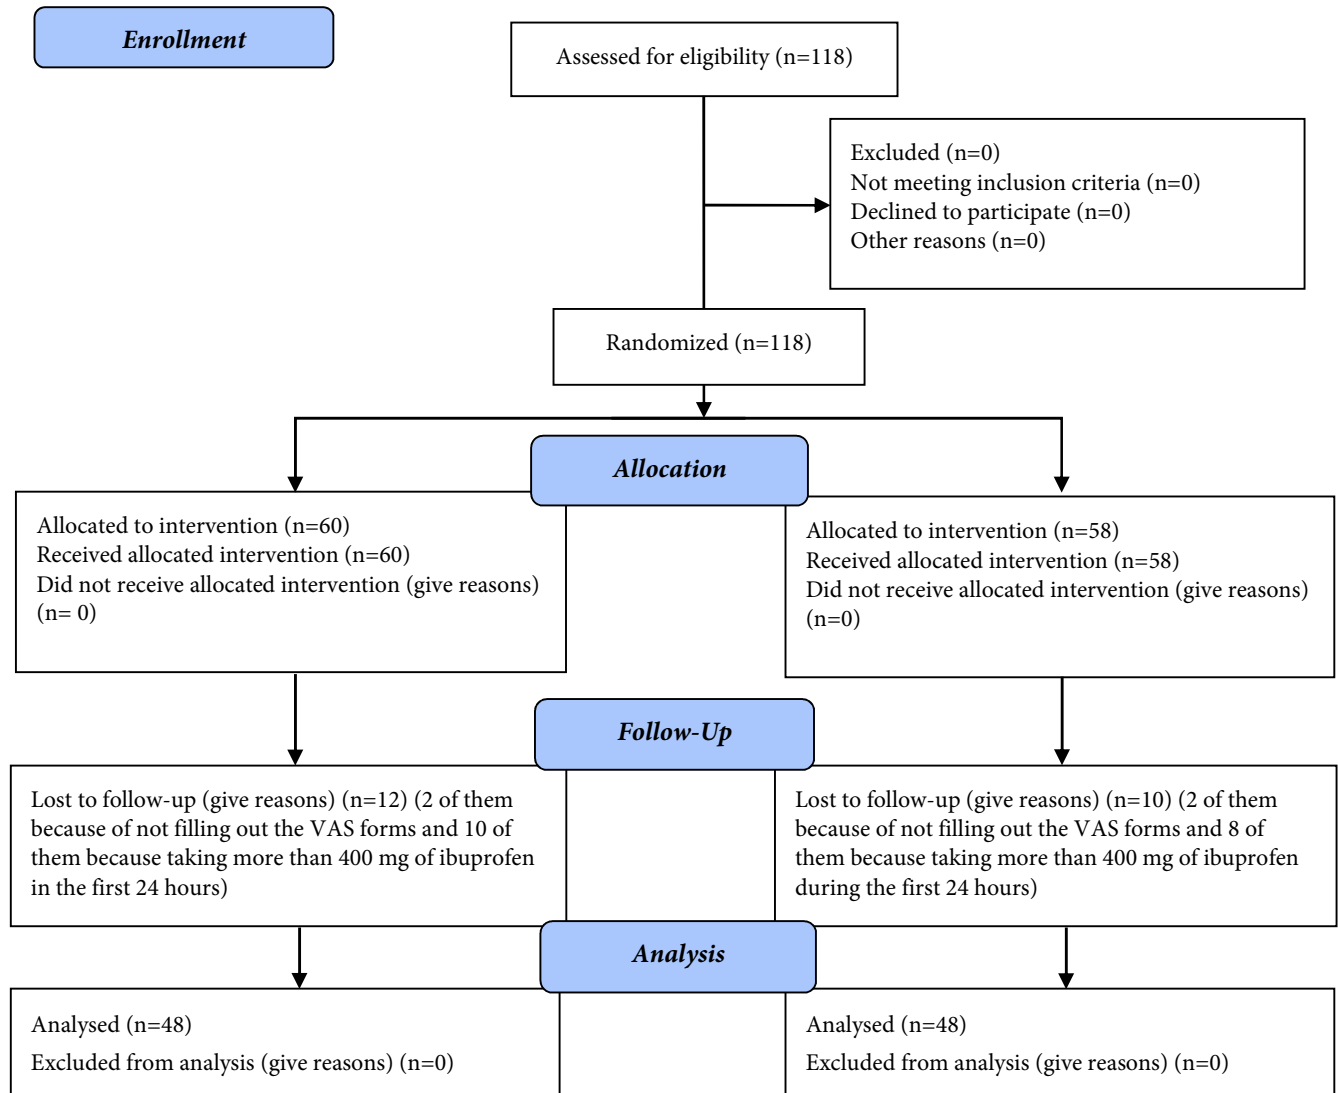 Enrollment
Assessed for eligibility (n=118)
Excluded (n=0)
Not meeting inclusion criteria (n=0)
Declined to participate (n=0)
Other reasons (n=0)
Randomized (n=118)
Allocation
Allocated to intervention (n=60)
Received allocated intervention (n=60)
Did not receive allocated intervention (give reasons)
(n= 0)
Allocated to intervention (n=58)
Received allocated intervention (n=58)
Did not receive allocated intervention (give reasons)
(n=0)
Follow-Up
Lost to follow-up (give reasons) (n=12) (2 of them
because of not filling out the VAS forms and 10 of
them because taking more than 400 mg of ibuprofen
in the first 24 hours)
Lost to follow-up (give reasons) (n=10) (2 of them
because of not filling out the VAS forms and 8 of
them because taking more than 400 mg of ibuprofen
during the first 24 hours)
Analysis
Analysed (n=48)
Excluded from analysis (give reasons) (n=0)
Analysed (n=48)
Excluded from analysis (give reasons) (n=0)